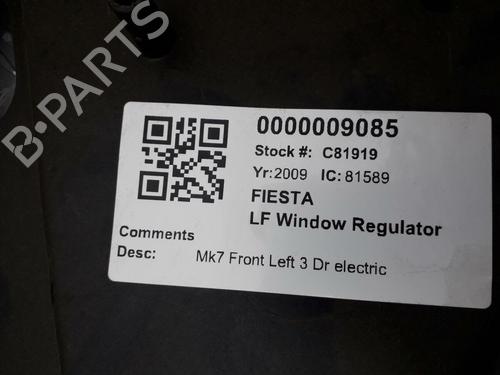 B-PARTS
0000009085
Stock #: C81919
Yr:2009 IC:81589
FIESTA
LF Window Regulator
Comments
Desc: Mk7 Front Left 3 Dr electric